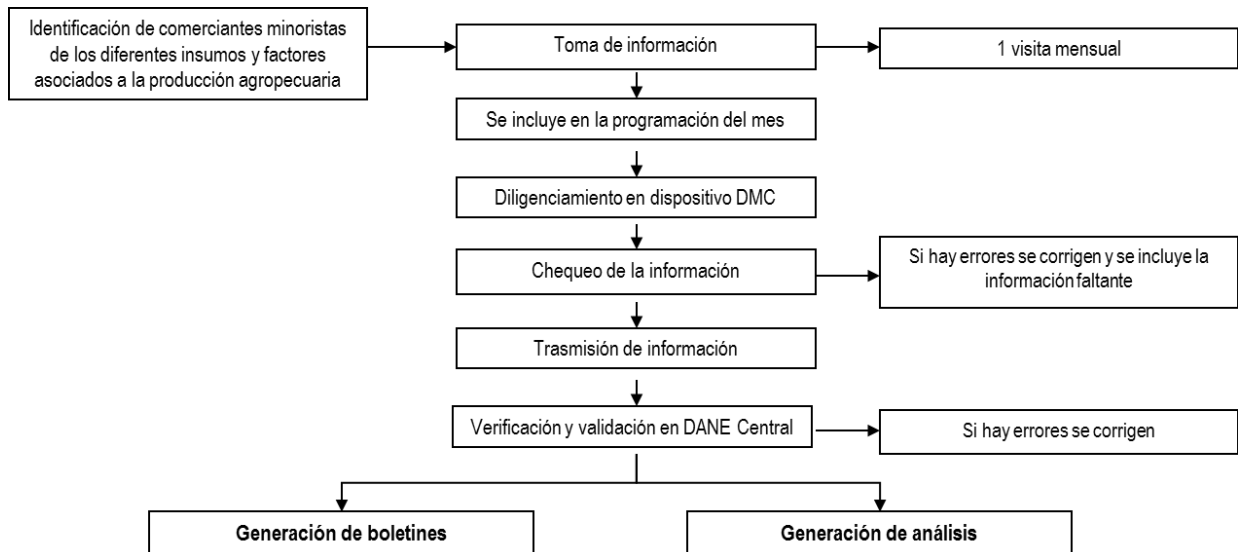 Identificación de comerciantes minoristas
de los diferentes insumos y factores
asociados a la producción agropecuaria
Toma de información
1 visita mensual
Se incluye en la programación del mes
Diligenciamiento en dispositivo DMC
Chequeo de la información
Si hay errores se corrigen y se incluye la
información faltante
Trasmisión de información
Verificación y validación en DANE Central
Si hay errores se corrigen
Generación de boletines
Generación de análisis